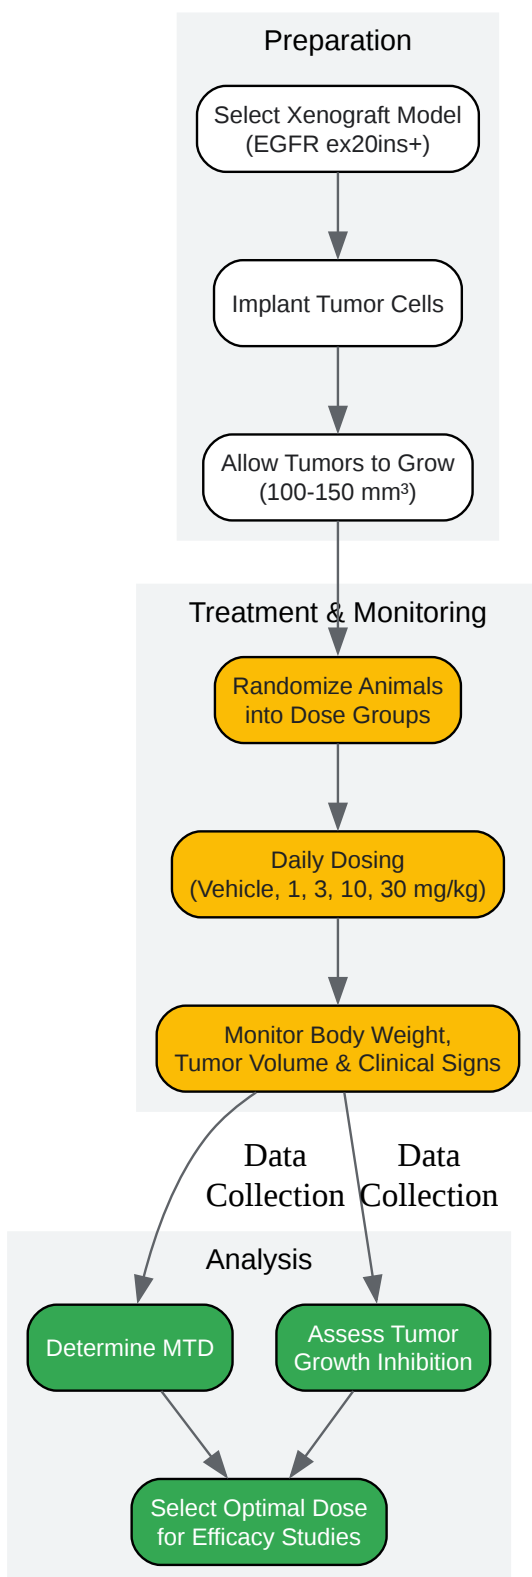 Preparation
Select Xenograft Model
(EGFR ex20ins+)
Implant Tumor Cells
Allow Tumors to Grow
(100-150 mm³)
Treatment & Monitoring
Randomize Animals
into Dose Groups
Daily Dosing
(Vehicle, 1, 3, 10, 30 mg/kg)
Monitor Body Weight,
Tumor Volume & Clinical Signs
Data
Collection
Data
Collection
Analysis
Determine MTD
Assess Tumor
Growth Inhibition
Select Optimal Dose
for Efficacy Studies